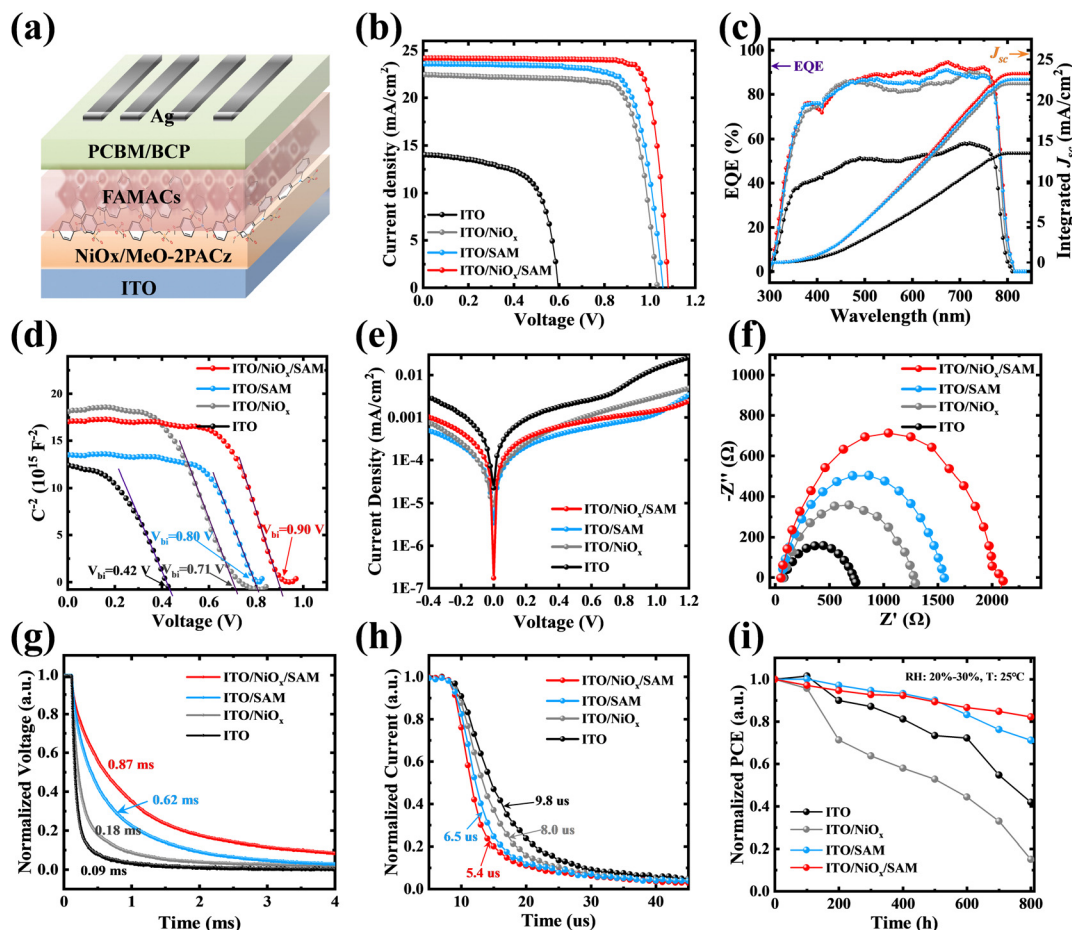 (a)
Ag
PCBM/BCP
FAMACs
NiOx/MeO-2PACz
ITO
(b)
Current density (mA/cm²)
25
20
15
10
5
0
ITO
ITO/NiOₓ
ITO/SAM
ITO/NiOₓ/SAM
0.0 0.2 0.4 0.6 0.8 1.0 1.2
Voltage (V)
(c)
EQE (%)
100
80
60
40
20
0
EQE
J_sc
25
20
15
10
5
0
Integrated J_sc (mA/cm²)
300 400 500 600 700 800
Wavelength (nm)
(d)
C⁻² (10¹⁵ F⁻²)
25
20
15
10
5
0
ITO/NiOₓ/SAM
ITO/SAM
ITO/NiOₓ
ITO
V_bi=0.90 V
V_bi=0.80 V
V_bi=0.42 V
V_bi=0.71 V
0.0 0.2 0.4 0.6 0.8 1.0
Voltage (V)
(e)
Current Density (mA/cm²)
0.01
0.001
1E-4
1E-5
1E-6
1E-7
ITO/NiOₓ/SAM
ITO/SAM
ITO/NiOₓ
ITO
-0.4 -0.2 0.0 0.2 0.4 0.6 0.8 1.0 1.2
Voltage (V)
(f)
-Z'' (Ω)
1000
800
600
400
200
0
ITO/NiOₓ/SAM
ITO/SAM
ITO/NiOₓ
ITO
0 500 1000 1500 2000
Z' (Ω)
(g)
Normalized Voltage (a.u.)
1.0
0.8
0.6
0.4
0.2
0.0
ITO/NiOₓ/SAM
ITO/SAM
ITO/NiOₓ
ITO
0.87 ms
0.62 ms
0.18 ms
0.09 ms
0 1 2 3 4
Time (ms)
(h)
Normalized Current (a.u.)
1.0
0.8
0.6
0.4
0.2
0.0
ITO/NiOₓ/SAM
ITO/SAM
ITO/NiOₓ
ITO
9.8 us
6.5 us
8.0 us
5.4 us
10 20 30 40
Time (us)
(i)
Normalized PCE (a.u.)
1.0
0.8
0.6
0.4
0.2
0.0
RH: 20%-30%, T: 25℃
ITO
ITO/NiOₓ
ITO/SAM
ITO/NiOₓ/SAM
0 200 400 600 800
Time (h)